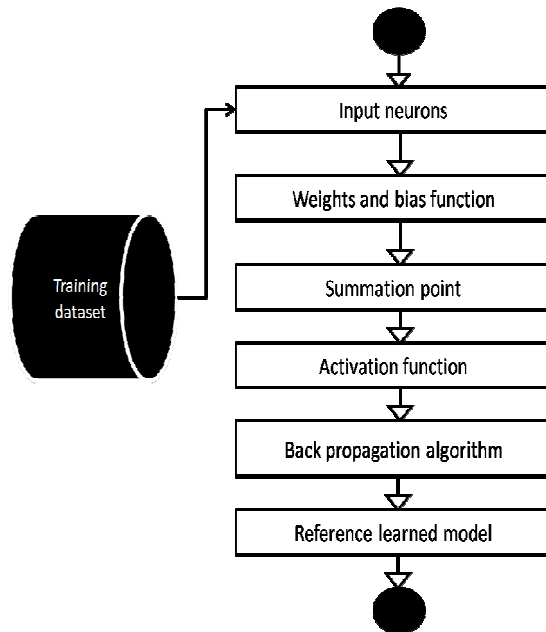 Input neurons
Weights and bias function
Training
dataset
Summation point
Activation function
Back propagation algorithm
Reference learned model